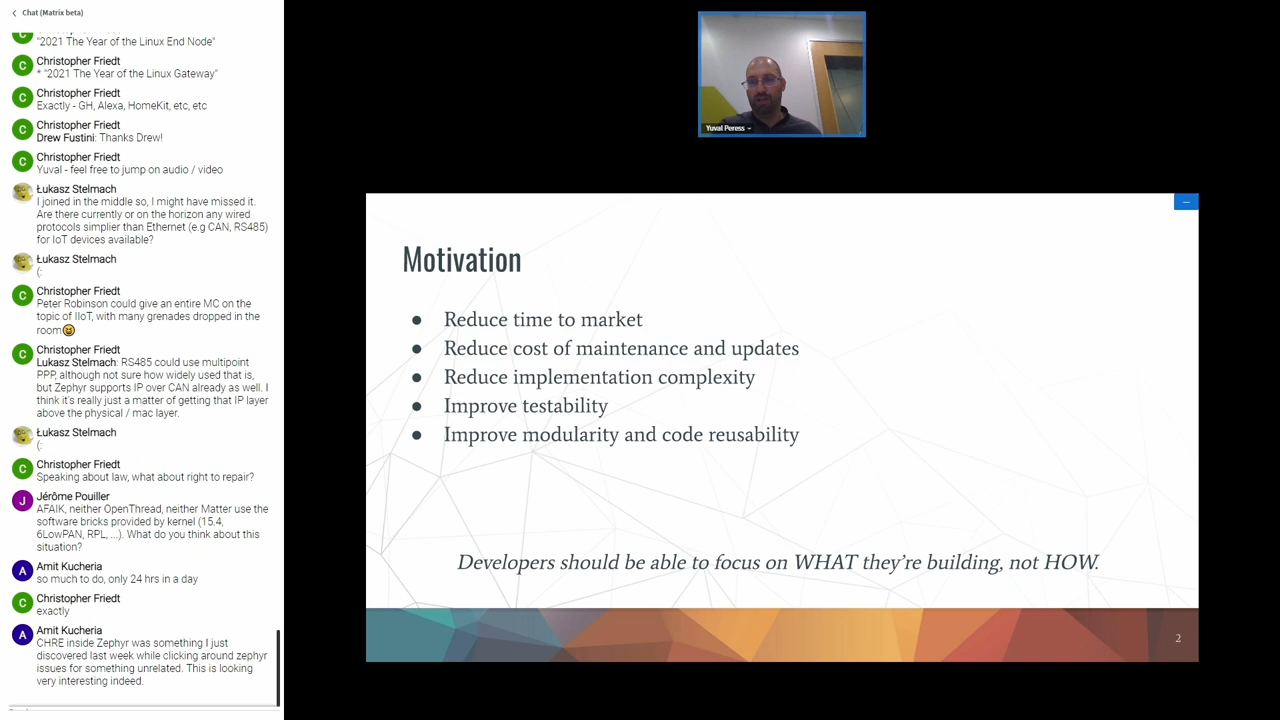 Chat (Matrix beta)
"2021 The Year of the Linux End Node"
Christopher Friedt
* "2021 The Year of the Linux Gateway"
Christopher Friedt
Exactly - GH, Alexa, HomeKit, etc, etc
Christopher Friedt
Drew Fustini: Thanks Drew!
Christopher Friedt
Yuval - feel free to jump on audio / video
Łukasz Stelmach
I joined in the middle so, I might have missed it.
Are there currently or on the horizon any wired
protocols simplier than Ethernet (e.g CAN, RS485)
for IoT devices available?
Łukasz Stelmach
(:
Christopher Friedt
Peter Robinson could give an entire MC on the
topic of IIoT, with many grenades dropped in the
room😆
Christopher Friedt
Łukasz Stelmach: RS485 could use multipoint
PPP, although not sure how widely used that is,
but Zephyr supports IP over CAN already as well. I
think it's really just a matter of getting that IP layer
above the physical / mac layer.
Łukasz Stelmach
(:
Christopher Friedt
Speaking about law, what about right to repair?
Jérôme Pouiller
AFAIK, neither OpenThread, neither Matter use the
software bricks provided by kernel (15.4,
6LowPAN, RPL, ...). What do you think about this
situation?
Amit Kucheria
so much to do, only 24 hrs in a day
Christopher Friedt
exactly
Amit Kucheria
CHRE inside Zephyr was something I just
discovered last week while clicking around zephyr
issues for something unrelated. This is looking
very interesting indeed.
Yuval Peress
Motivation
● Reduce time to market
● Reduce cost of maintenance and updates
● Reduce implementation complexity
● Improve testability
● Improve modularity and code reusability
Developers should be able to focus on WHAT they're building, not HOW.
2